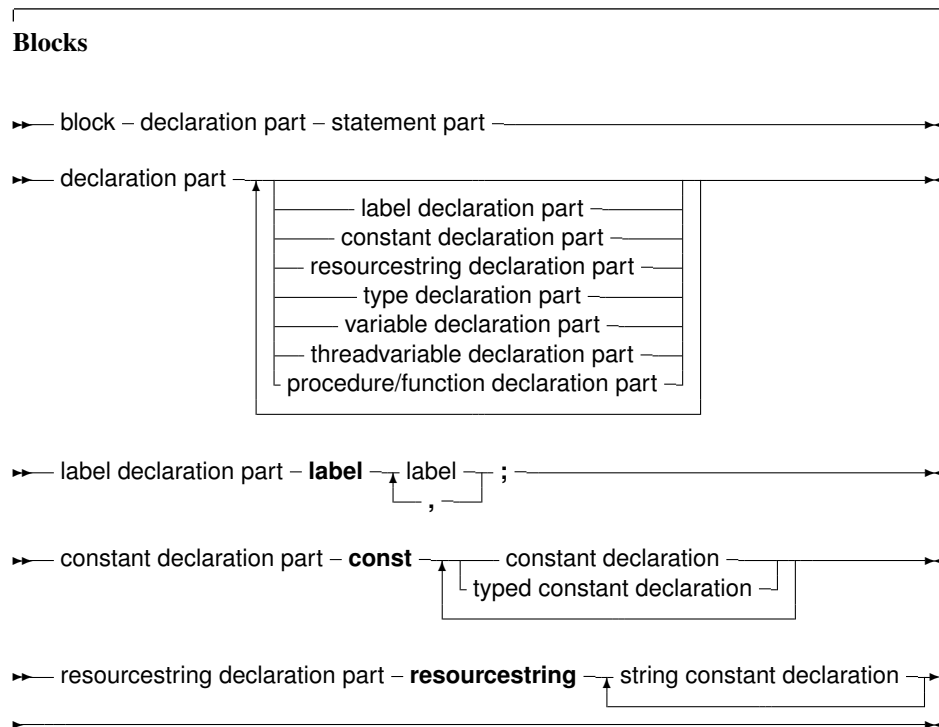 Blocks
block – declaration part – statement part
declaration part
label declaration part
constant declaration part
resourcestring declaration part
type declaration part
variable declaration part
threadvariable declaration part
procedure/function declaration part
label declaration part – label label ;
,
constant declaration part – const constant declaration
typed constant declaration
resourcestring declaration part – resourcestring string constant declaration